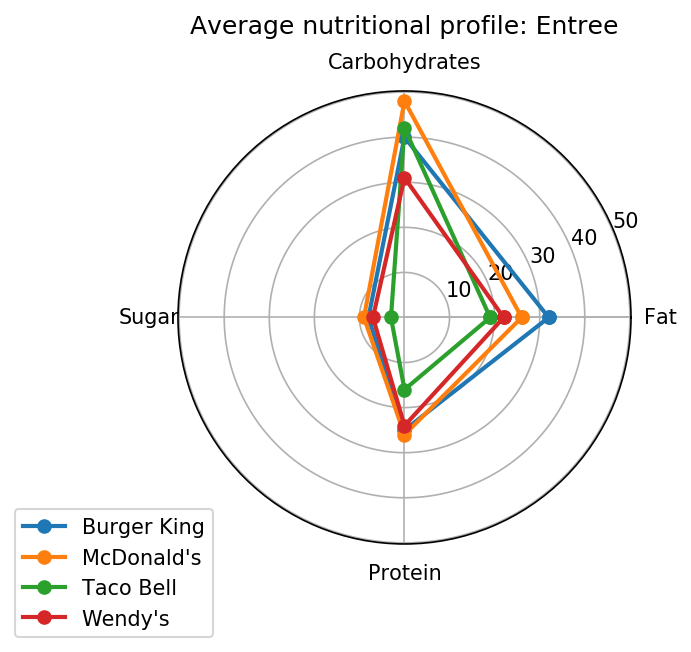 Average nutritional profile: Entree
Carbohydrates
50
40
30
20
10
Sugar
Fat
Protein
Burger King
McDonald's
Taco Bell
Wendy's